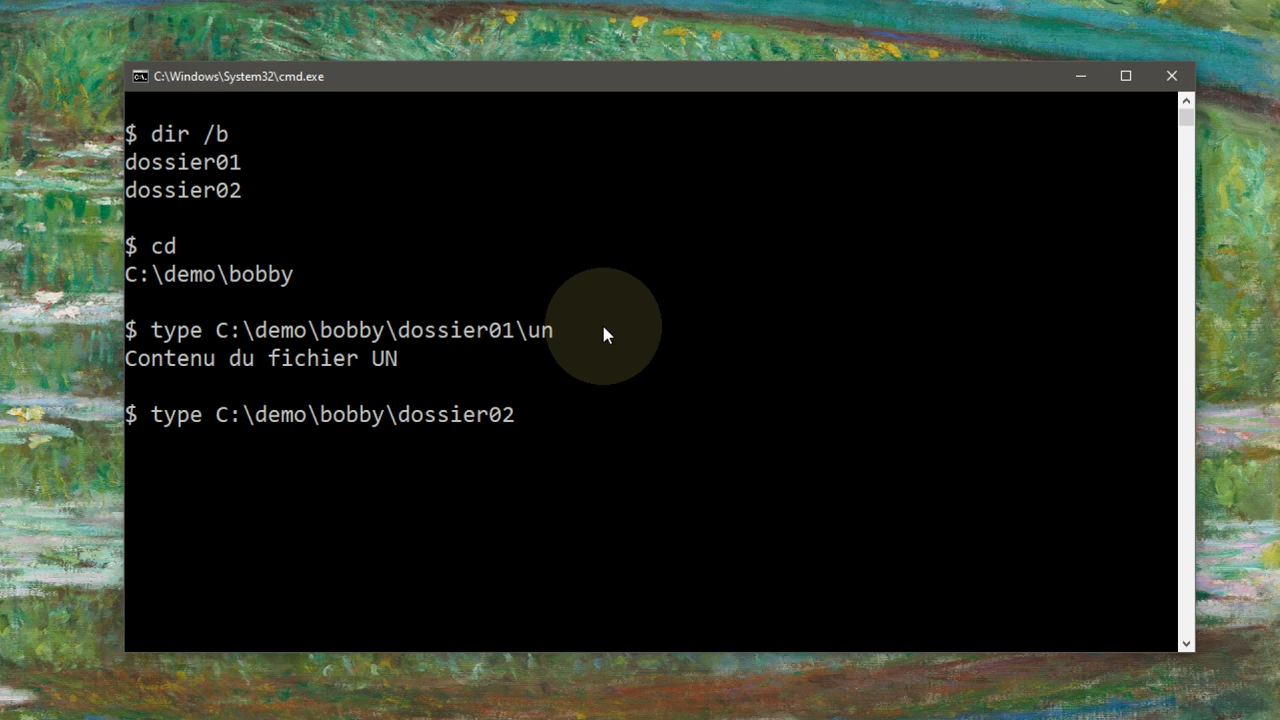 C:\Windows\System32\cmd.exe
$ dir /b
dossier01
dossier02
$ cd
C:\demo\bobby
$ type C:\demo\bobby\dossier01\un
Contenu du fichier UN
$ type C:\demo\bobby\dossier02